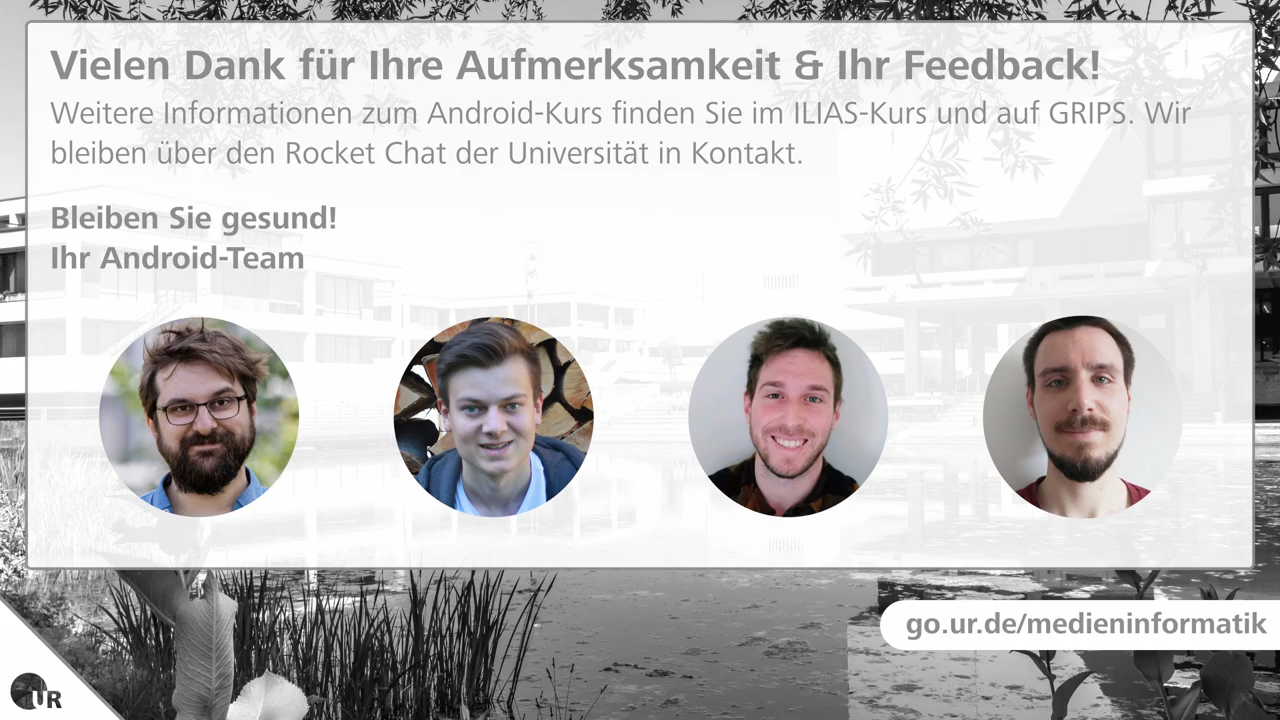 Vielen Dank für Ihre Aufmerksamkeit & Ihr Feedback!
Weitere Informationen zum Android-Kurs finden Sie im ILIAS-Kurs und auf GRIPS. Wir
bleiben über den Rocket Chat der Universität in Kontakt.
Bleiben Sie gesund!
Ihr Android-Team
go.ur.de/medieninformatik
UR